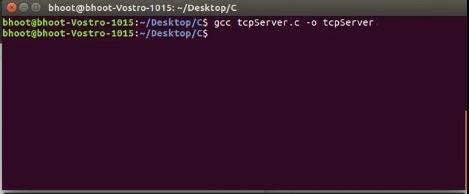 bhoot@bhoot-Vostro-1015: ~/Desktop/C
bhoot@bhoot-Vostro-1015:~/Desktop/C$ gcc tcpServer.c -o tcpServer
bhoot@bhoot-Vostro-1015:~/Desktop/C$